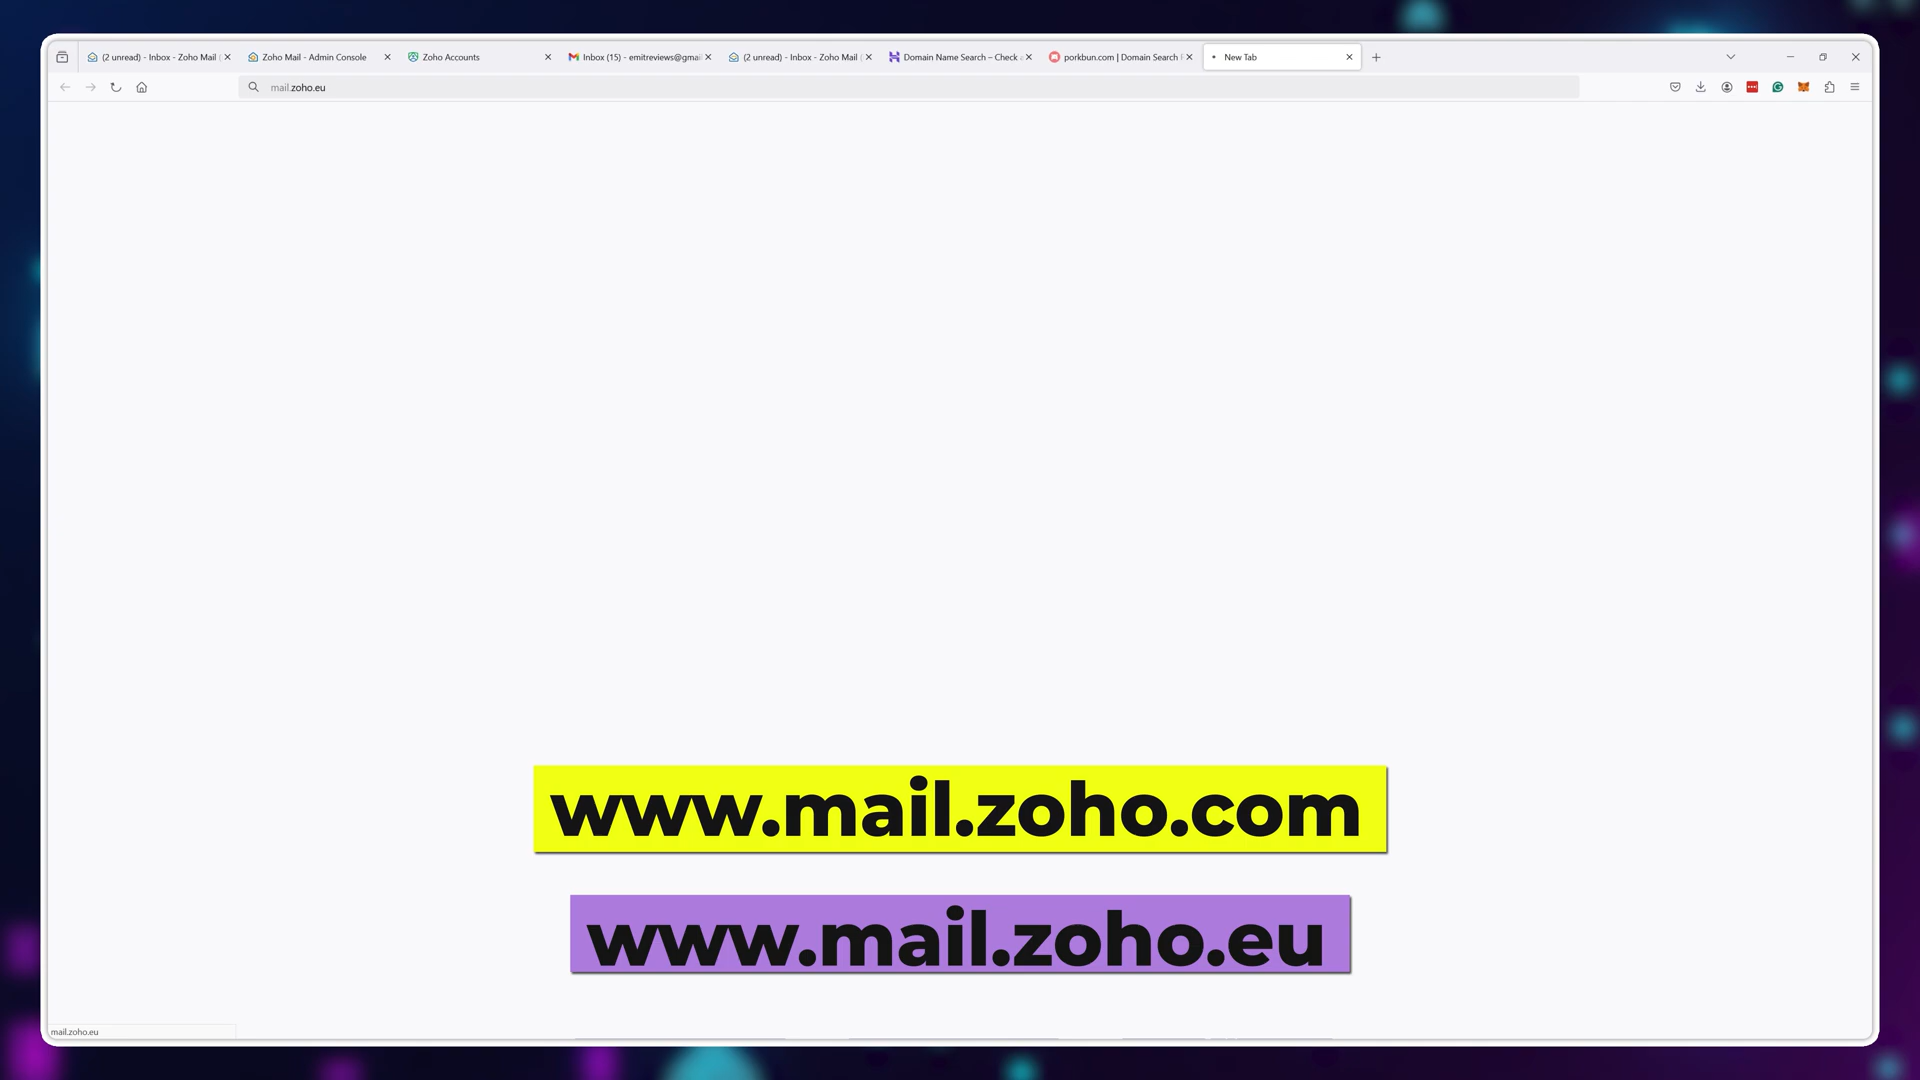 (2 unread) - Inbox - Zoho Mail
Zoho Mail - Admin Console
Zoho Accounts
Inbox (15) - emitreviews@gmai
(2 unread) - Inbox - Zoho Mail
Domain Name Search – Check
porkbun.com | Domain Search
New Tab
mail.zoho.eu
www.mail.zoho.com
www.mail.zoho.eu
mail.zoho.eu